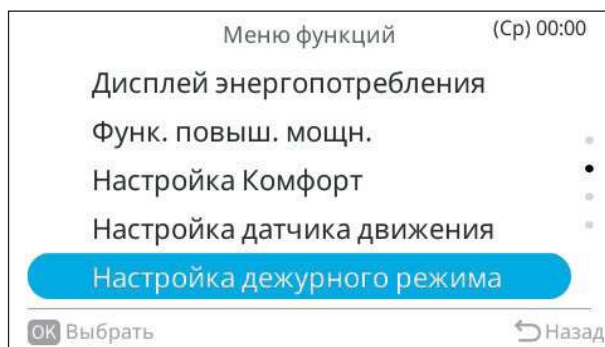 Меню функций
(Ср) 00:00
Дисплей энергопотребления
Функ. повыш. мощн.
Настройка Комфорт
Настройка датчика движения
Настройка дежурного режима
OK Выбрать
Назад